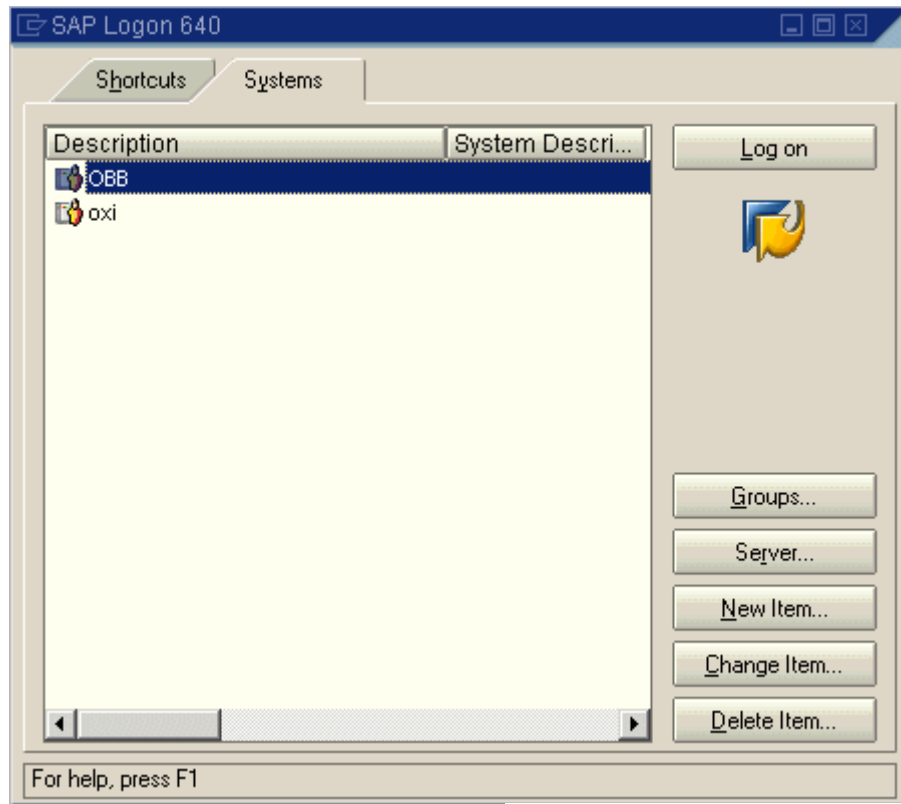 SAP Logon 640
Shortcuts Systems
Description System Descri...
Log on
OBB
oxi
Groups...
Server...
New Item...
Change Item...
Delete Item...
For help, press F1